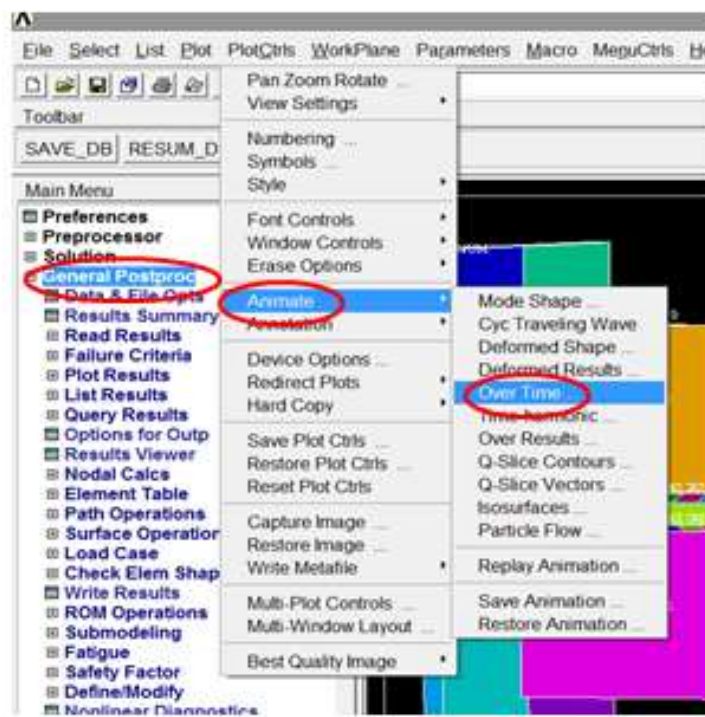 File Select List Plot PlotCtrls WorkPlane Parameters Macro MenuCtrls
Toolbar
SAVE_DB RESUM_D
Main Menu
Preferences
Preprocessor
Solution
General Postproc
Data & File Opts
Results Summary
Read Results
Failure Criteria
Plot Results
List Results
Query Results
Options for Outp
Results Viewer
Nodal Calcs
Element Table
Path Operations
Surface Operation
Load Case
Check Elem Shap
Write Results
ROM Operations
Submodeling
Fatigue
Safety Factor
Define/Modify
Nonlinear Diagnostics
Pan Zoom Rotate ...
View Settings
Numbering ...
Symbols ...
Style
Font Controls
Window Controls
Erase Options
Animate
Annotation
Device Options ...
Redirect Plots
Hard Copy
Save Plot Ctrls ...
Restore Plot Ctrls ...
Reset Plot Ctrls
Capture Image ...
Restore Image ...
Write Metafile
Multi-Plot Controls ...
Multi-Window Layout ...
Best Quality Image
Mode Shape ...
Cyc Traveling Wave
Deformed Shape ...
Deformed Results ...
Over Time ...
Time-harmonic ...
Over Results ...
Q-Slice Contours ...
Q-Slice Vectors ...
Isosurfaces ...
Particle Flow ...
Replay Animation ...
Save Animation ...
Restore Animation ...